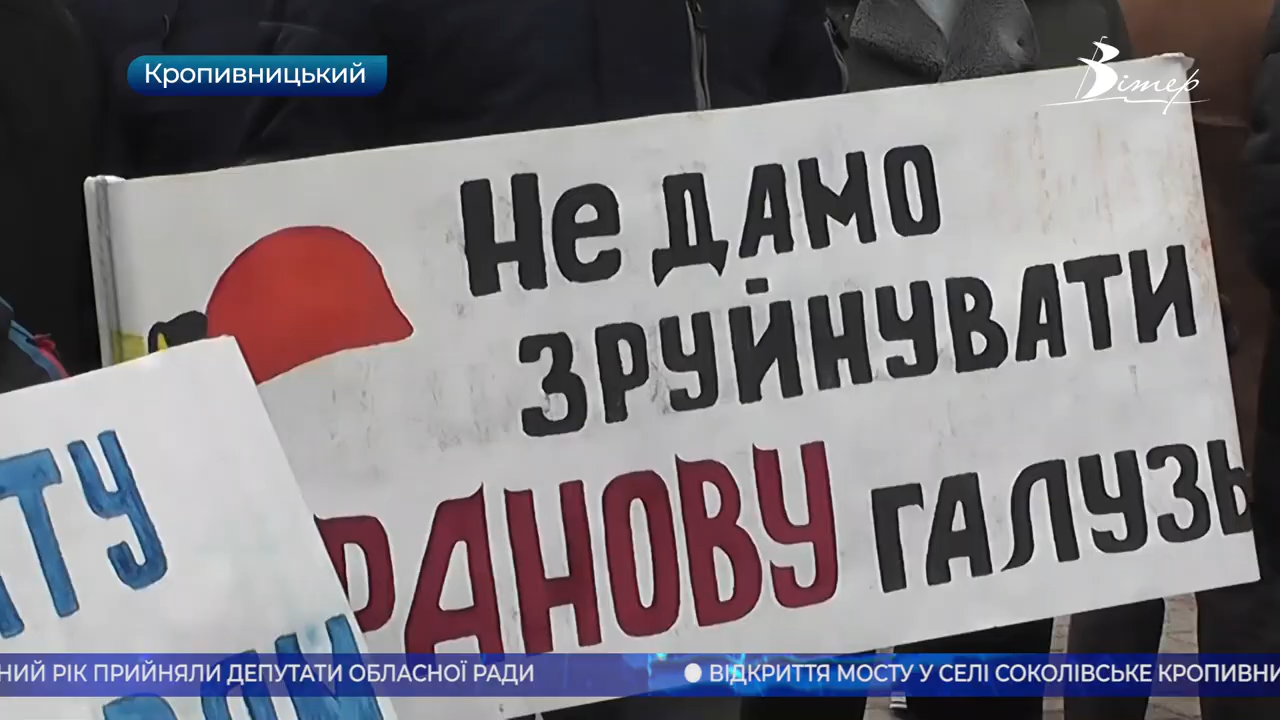 Кропивницький
Вітер
Не ДАМО
ЗРУЙНУВАТИ
РАНОВУ ГАЛУЗЬ
ТУ
НИЙ РІК ПРИЙНЯЛИ ДЕПУТАТИ ОБЛАСНОЇ РАДИ
● ВІДКРИТТЯ МОСТУ У СЕЛІ СОКОЛІВСЬКЕ КРОПИВНИ